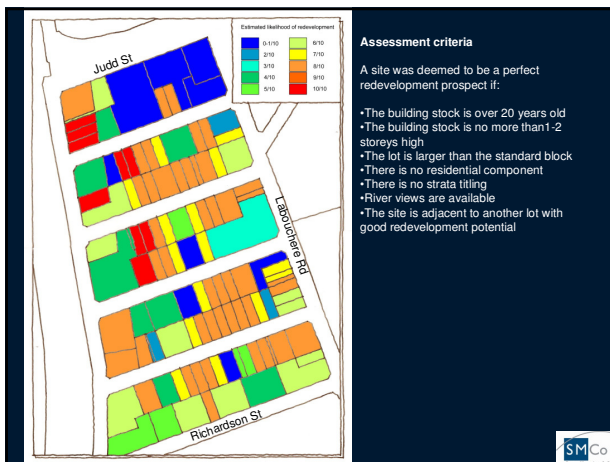 Estimated likelihood of redevelopment
0-1/10
2/10
3/10
4/10
5/10
6/10
7/10
8/10
9/10
10/10
Judd St
Labouchere Rd
Richardson St
Assessment criteria
A site was deemed to be a perfect
redevelopment prospect if:
•The building stock is over 20 years old
•The building stock is no more than1-2
storeys high
•The lot is larger than the standard block
•There is no residential component
•There is no strata titling
•River views are available
•The site is adjacent to another lot with
good redevelopment potential
SMCo